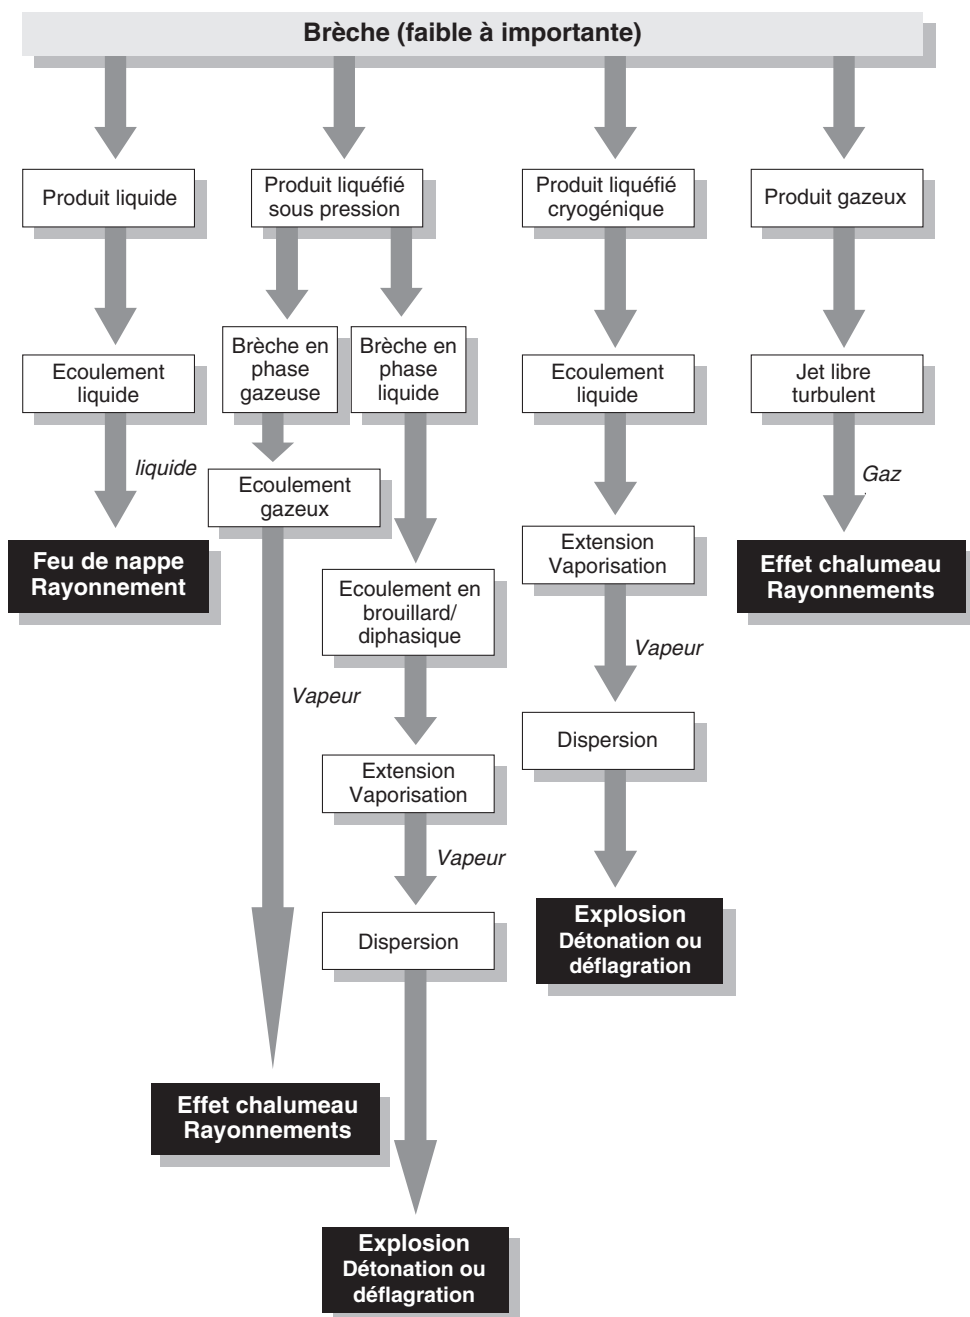 Brèche (faible à importante)
Produit liquide
Produit liquéfié
sous pression
Produit liquéfié
cryogénique
Produit gazeux
Brèche en
phase
gazeuse
Brèche en
phase
liquide
Ecoulement
liquide
Ecoulement
liquide
Jet libre
turbulent
liquide
Ecoulement
gazeux
Gaz
Feu de nappe
Rayonnement
Extension
Vaporisation
Effet chalumeau
Rayonnements
Ecoulement en
brouillard/
diphasique
Vapeur
Vapeur
Dispersion
Extension
Vaporisation
Vapeur
Dispersion
Explosion
Détonation ou
déflagration
Effet chalumeau
Rayonnements
Explosion
Détonation ou
déflagration